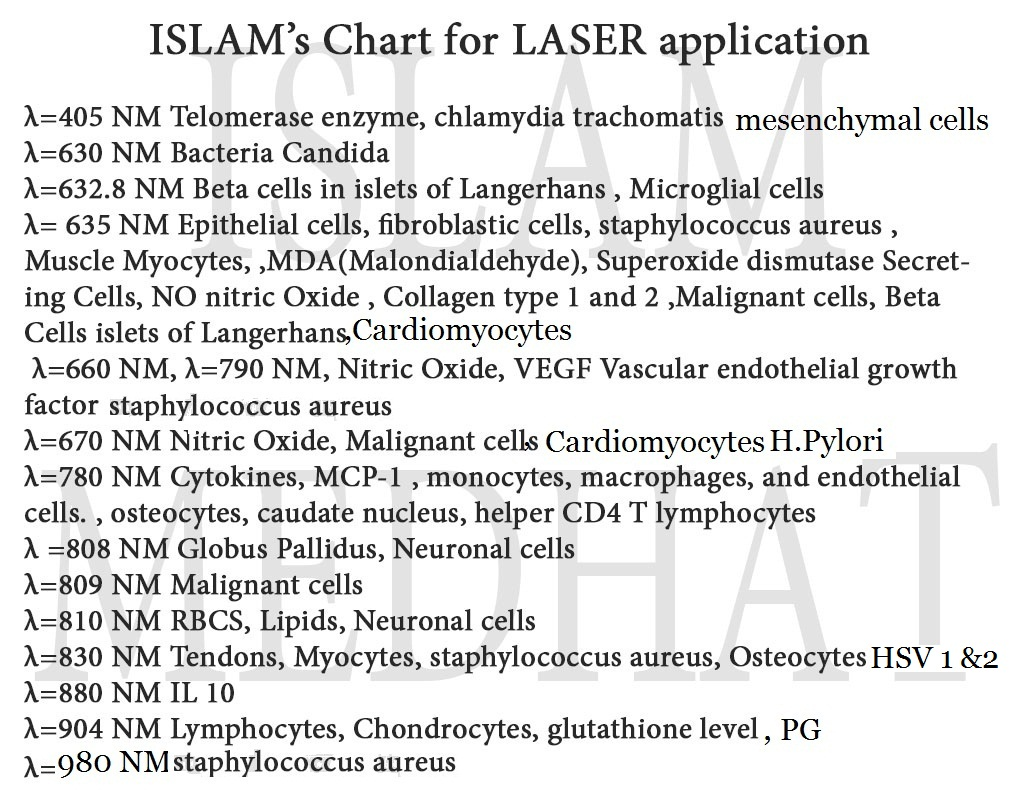 ISLAM's Chart for LASER application
ISLAM
MEDHAT
λ=405 NM Telomerase enzyme, chlamydia trachomatis mesenchymal cells
λ=630 NM Bacteria Candida
λ=632.8 NM Beta cells in islets of Langerhans , Microglial cells
λ= 635 NM Epithelial cells, fibroblastic cells, staphylococcus aureus ,
Muscle Myocytes, ,MDA(Malondialdehyde), Superoxide dismutase Secret-
ing Cells, NO nitric Oxide , Collagen type 1 and 2 ,Malignant cells, Beta
Cells islets of Langerhans,Cardiomyocytes
λ=660 NM, λ=790 NM, Nitric Oxide, VEGF Vascular endothelial growth
factor staphylococcus aureus
λ=670 NM Nitric Oxide, Malignant cells, Cardiomyocytes H.Pylori
λ=780 NM Cytokines, MCP-1 , monocytes, macrophages, and endothelial
cells. , osteocytes, caudate nucleus, helper CD4 T lymphocytes
λ =808 NM Globus Pallidus, Neuronal cells
λ=809 NM Malignant cells
λ=810 NM RBCS, Lipids, Neuronal cells
λ=830 NM Tendons, Myocytes, staphylococcus aureus, Osteocytes HSV 1 &2
λ=880 NM IL 10
λ=904 NM Lymphocytes, Chondrocytes, glutathione level , PG
λ=980 NM staphylococcus aureus